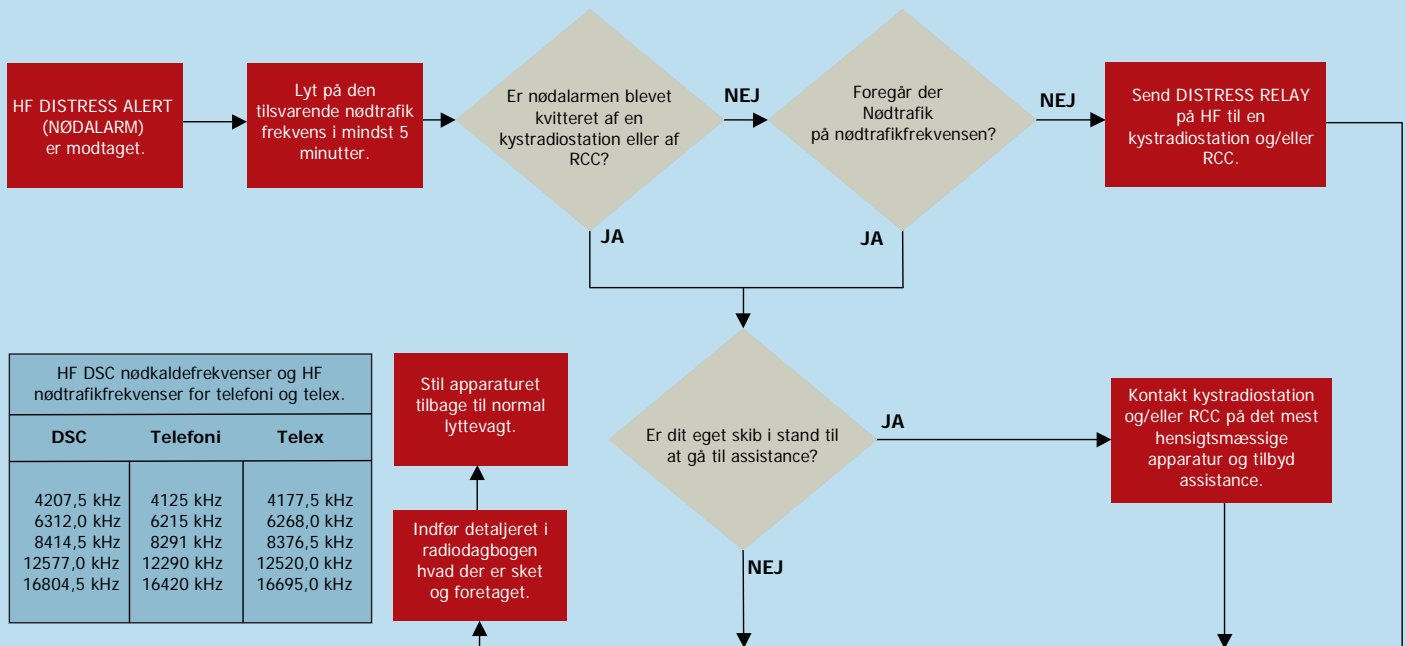 HF DISTRESS ALERT
(NØDALARM)
er modtaget.
Lyt på den
tilsvarende nødtrafik
frekvens i mindst 5
minutter.
Er nødalarmen blevet
kvitteret af en
kystradiostation eller af
RCC?
NEJ
Foregår der
Nødtrafik
på nødtrafikfrekvensen?
NEJ
Send DISTRESS RELAY
på HF til en
kystradiostation og/eller
RCC.
JA
JA
HF DSC nødkaldefrekvenser og HF
nødtrafikfrekvenser for telefoni og telex.
DSC Telefoni Telex
4207,5 kHz 4125 kHz 4177,5 kHz
6312,0 kHz 6215 kHz 6268,0 kHz
8414,5 kHz 8291 kHz 8376,5 kHz
12577,0 kHz 12290 kHz 12520,0 kHz
16804,5 kHz 16420 kHz 16695,0 kHz
Stil apparaturet
tilbage til normal
lyttevagt.
Indfør detaljeret i
radiodagbogen
hvad der er sket
og foretaget.
Er dit eget skib i stand til
at gå til assistance?
JA
Kontakt kystradiostation
og/eller RCC på det mest
hensigtsmæssige
apparatur og tilbyd
assistance.
NEJ